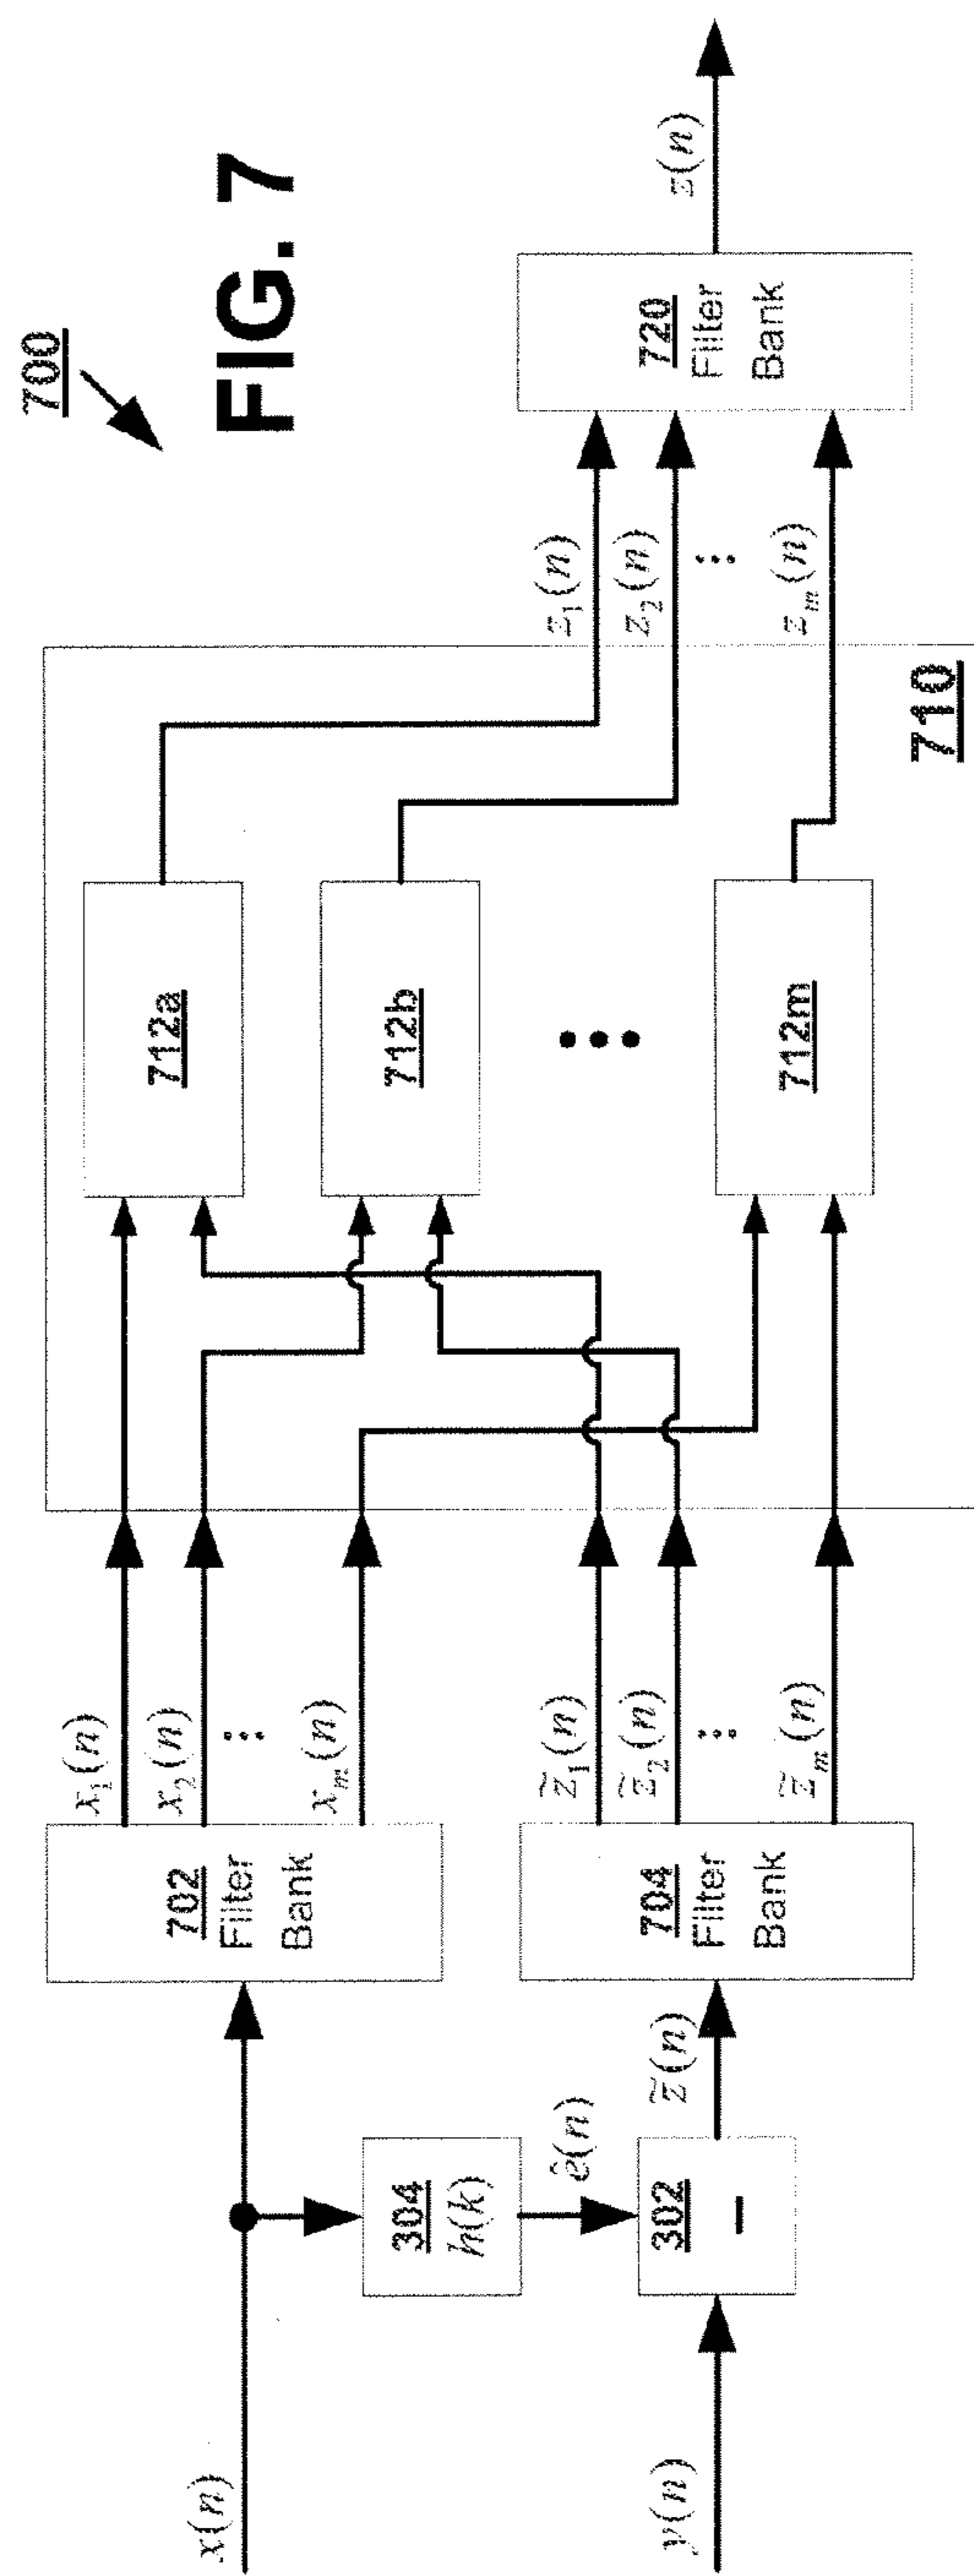 700
FIG. 7
x(n)
y(n)
304
h(k)
ê(n)
302
–
z̃(n)
702
Filter
Bank
704
Filter
Bank
x₁(n)
x₂(n)
⋮
xₘ(n)
z̃₁(n)
z̃₂(n)
⋮
z̃ₘ(n)
712a
712b
712m
710
z₁(n)
z₂(n)
⋮
zₘ(n)
720
Filter
Bank
z(n)